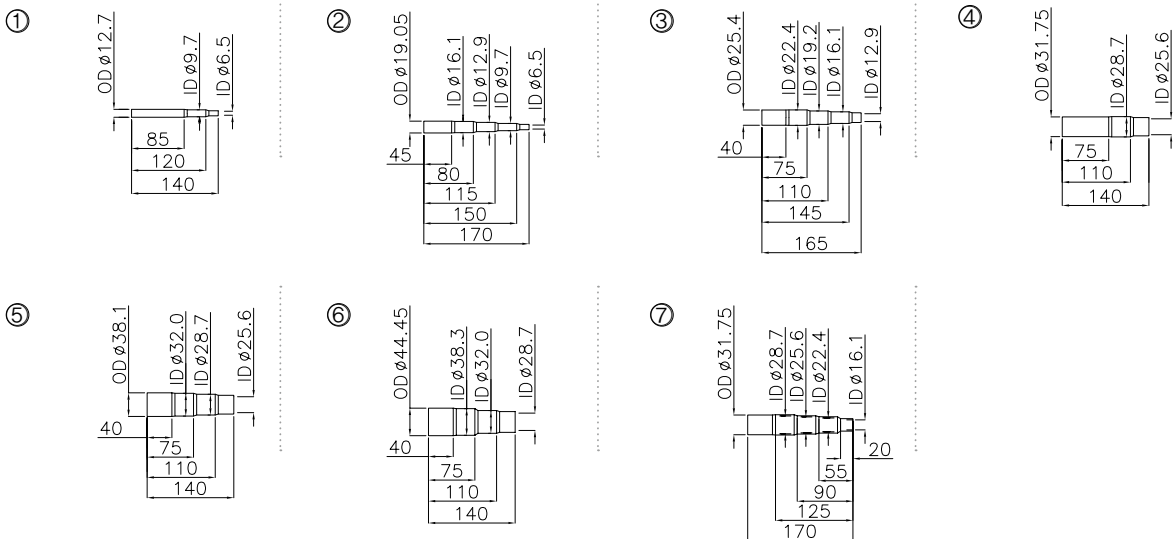 ①
OD ø12.7
ID ø9.7
ID ø6.5
85
120
140
②
OD ø19.05
ID ø16.1
ID ø12.9
ID ø9.7
ID ø6.5
45
80
115
150
170
③
OD ø25.4
ID ø22.4
ID ø19.2
ID ø16.1
ID ø12.9
40
75
110
145
165
④
OD ø31.75
ID ø28.7
ID ø25.6
75
110
140
⑤
OD ø38.1
ID ø32.0
ID ø28.7
ID ø25.6
40
75
110
140
⑥
OD ø44.45
ID ø38.3
ID ø32.0
ID ø28.7
40
75
110
140
⑦
OD ø31.75
ID ø28.7
ID ø25.6
ID ø22.4
ID ø16.1
20
55
90
125
170